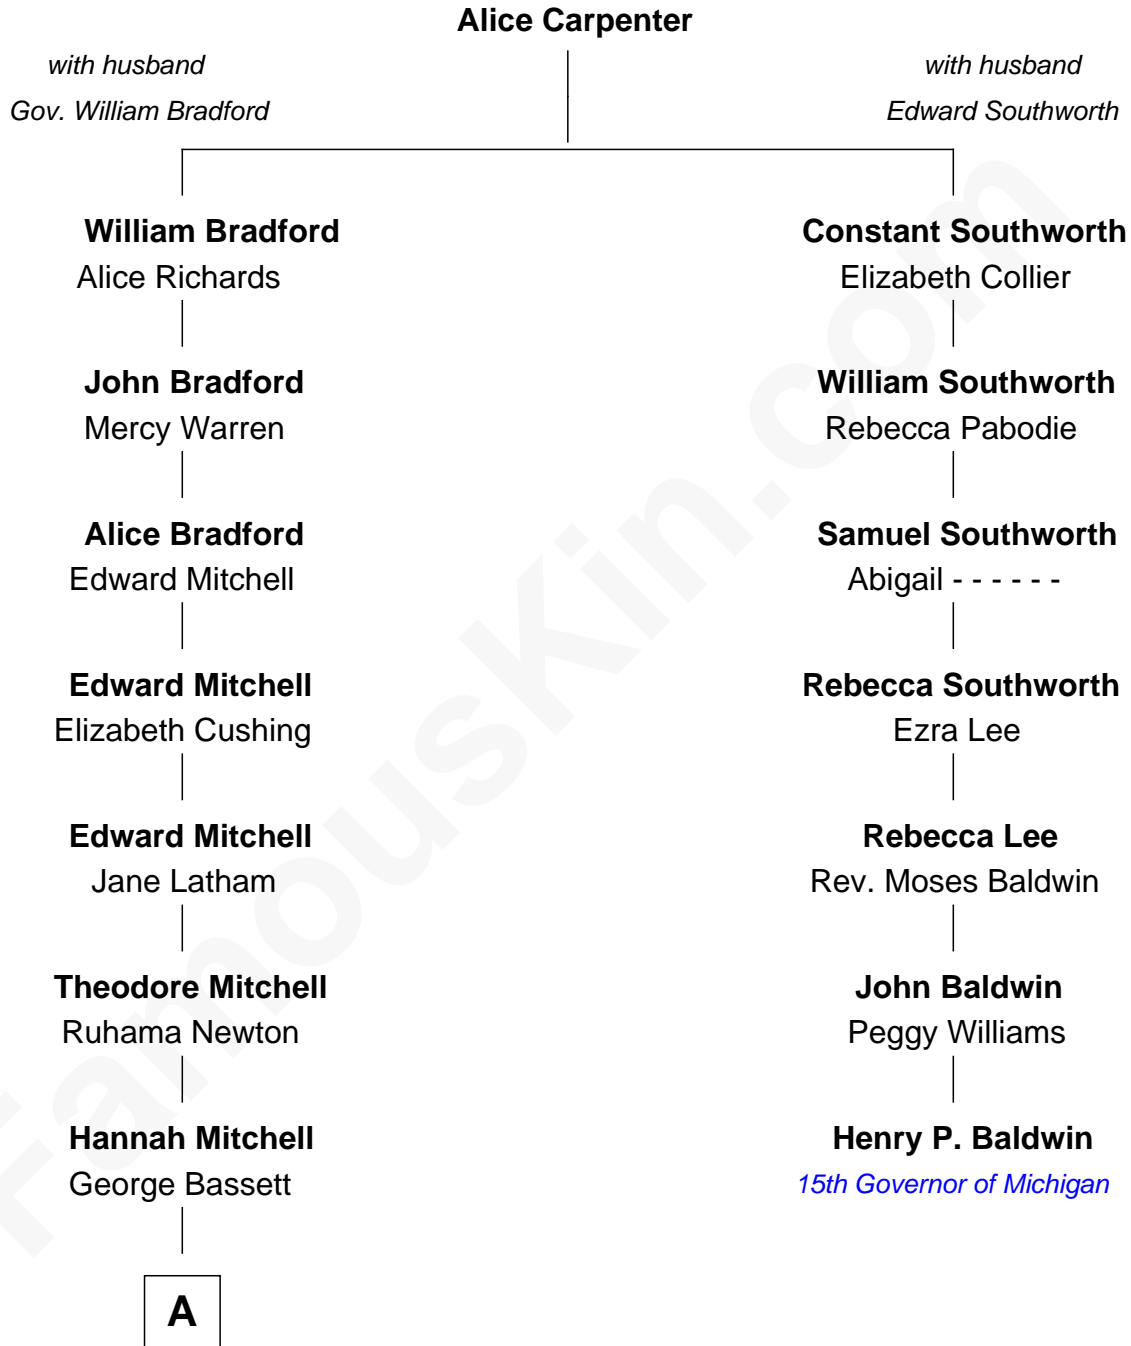 Alice Carpenter
with husband
Gov. William Bradford
with husband
Edward Southworth
William Bradford
Alice Richards
Constant Southworth
Elizabeth Collier
John Bradford
Mercy Warren
William Southworth
Rebecca Pabodie
Alice Bradford
Edward Mitchell
Samuel Southworth
Abigail - - - - - -
Edward Mitchell
Elizabeth Cushing
Rebecca Southworth
Ezra Lee
Edward Mitchell
Jane Latham
Rebecca Lee
Rev. Moses Baldwin
Theodore Mitchell
Ruhama Newton
John Baldwin
Peggy Williams
Hannah Mitchell
George Bassett
Henry P. Baldwin
15th Governor of Michigan
A
FamousKin.com